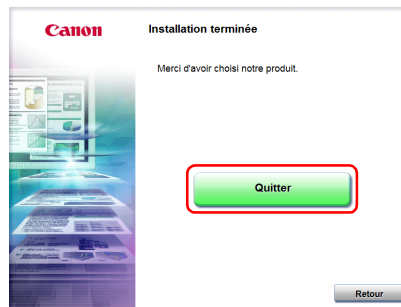 Canon
Installation terminée
Merci d'avoir choisi notre produit.
Quitter
Retour